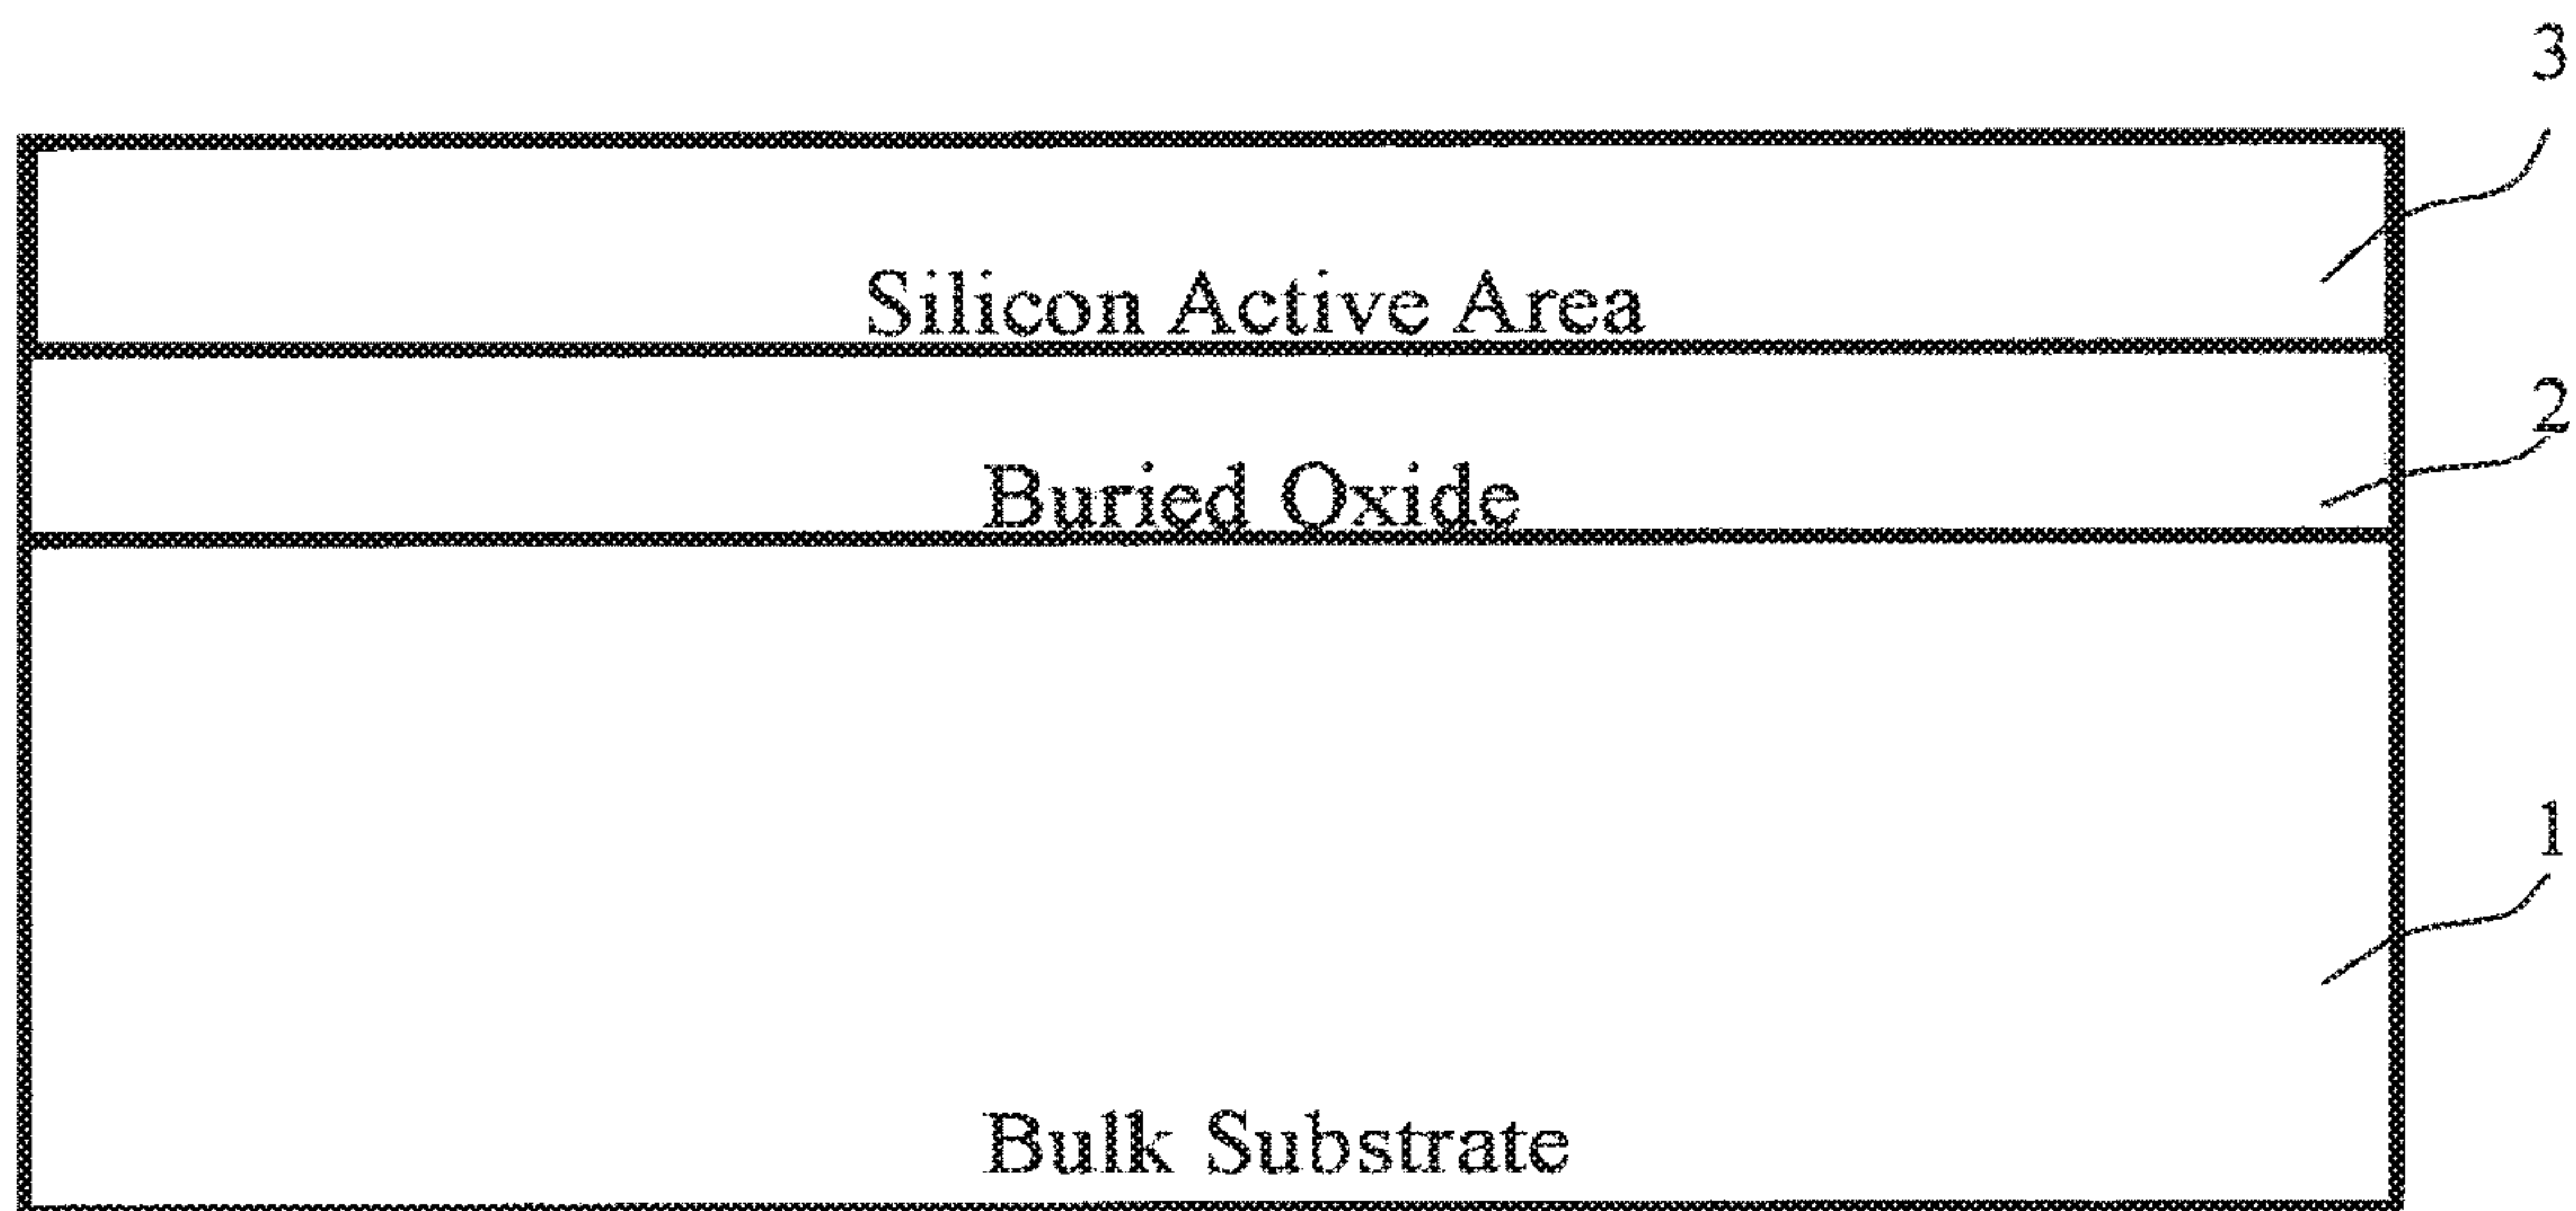 3
Silicon Active Area
2
Buried Oxide
1
Bulk Substrate